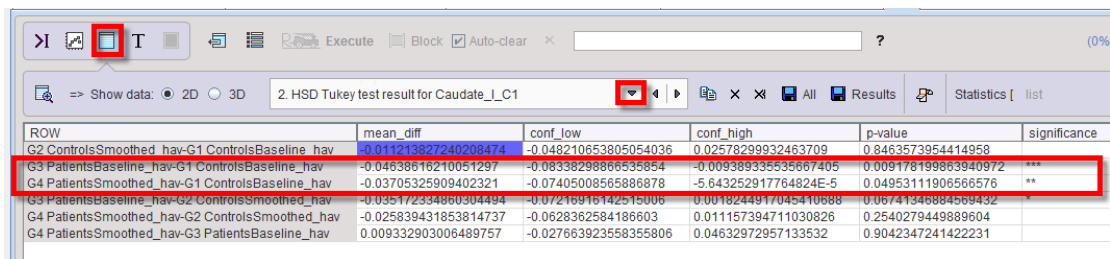 T Execute Block Auto-clear × ? (0%
=> Show data: 2D 3D 2. HSD Tukey test result for Caudate_l_C1 All Results Statistics [ list
ROW mean_diff conf_low conf_high p-value significance
G2 ControlsSmoothed_hav-G1 ControlsBaseline_hav -0.011213827240208474 -0.048210653805054036 0.02578299932463709 0.8463573954414958
G3 PatientsBaseline_hav-G1 ControlsBaseline_hav -0.04638616210051297 -0.08338298866535854 -0.009389335535667405 0.009178199863940972 ***
G4 PatientsSmoothed_hav-G1 ControlsBaseline_hav -0.03705325909402321 -0.07405008565886878 -5.643252917764824E-5 0.04953111906566576 **
G3 PatientsBaseline_hav-G2 ControlsSmoothed_hav -0.035172334860304494 -0.07216916142515006 0.0018244917045410688 0.06741346884569432 *
G4 PatientsSmoothed_hav-G2 ControlsSmoothed_hav -0.025839431853814737 -0.0628362584186603 0.011157394711030826 0.2540279449889604
G4 PatientsSmoothed_hav-G3 PatientsBaseline_hav 0.009332903006489757 -0.027663923558355806 0.04632972957133532 0.9042347241422231